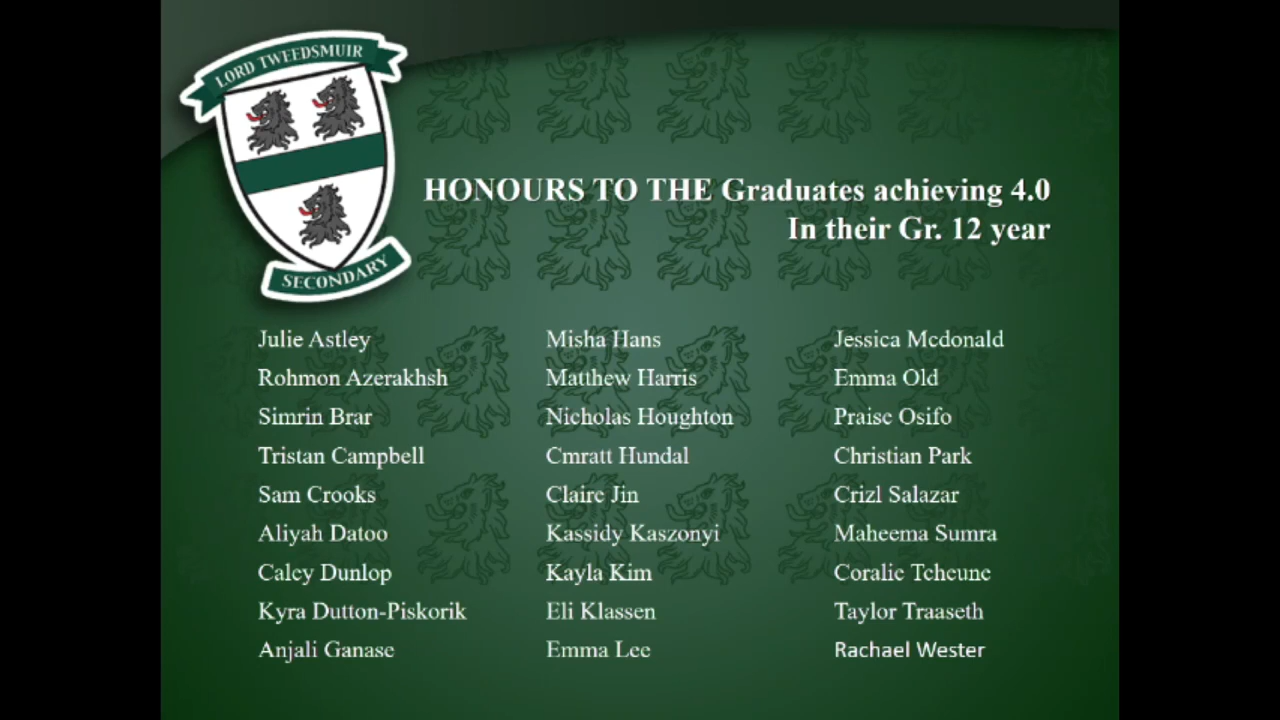 LORD TWEEDSMUIR
SECONDARY
HONOURS TO THE Graduates achieving 4.0
In their Gr. 12 year
Julie Astley
Rohmon Azerakhsh
Simrin Brar
Tristan Campbell
Sam Crooks
Aliyah Datoo
Caley Dunlop
Kyra Dutton-Piskorik
Anjali Ganase
Misha Hans
Matthew Harris
Nicholas Houghton
Cmratt Hundal
Claire Jin
Kassidy Kaszonyi
Kayla Kim
Eli Klassen
Emma Lee
Jessica Mcdonald
Emma Old
Praise Osifo
Christian Park
Crizl Salazar
Maheema Sumra
Coralie Tcheune
Taylor Traaseth
Rachael Wester